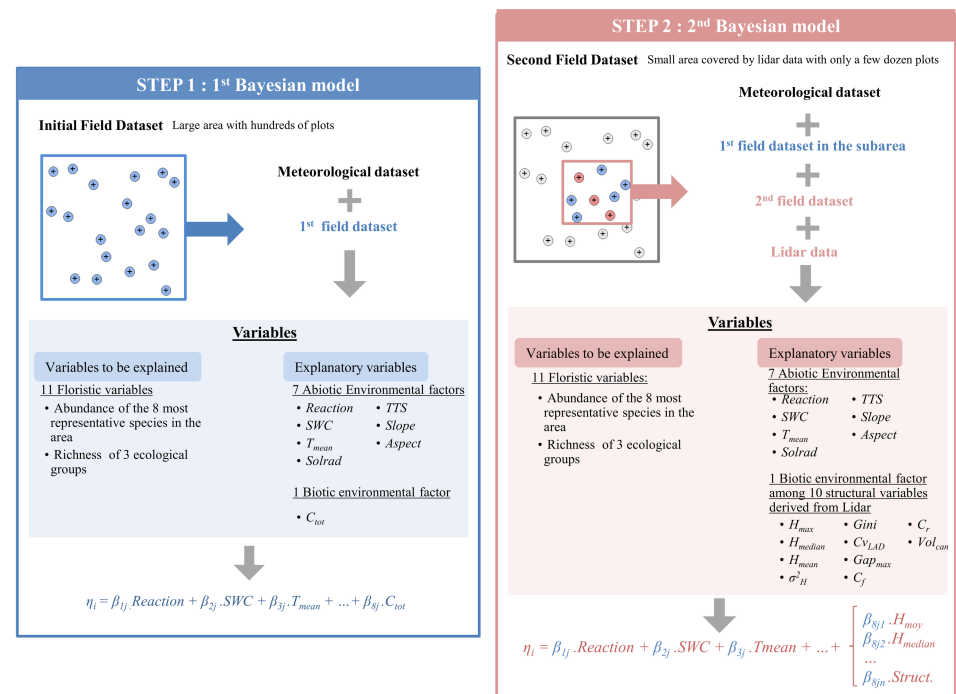 STEP 1 : 1st Bayesian model
Initial Field Dataset Large area with hundreds of plots
Meteorological dataset
1st field dataset
Variables
Variables to be explained
11 Floristic variables
• Abundance of the 8 most
representative species in the
area
• Richness of 3 ecological
groups
Explanatory variables
7 Abiotic Environmental factors
• Reaction • TTS
• SWC • Slope
• Tmean • Aspect
• Solrad
1 Biotic environmental factor
• Ctot
ηi = β1j .Reaction + β2j .SWC + β3j .Tmean + …+ β8j .Ctot
STEP 2 : 2nd Bayesian model
Second Field Dataset Small area covered by lidar data with only a few dozen plots
Meteorological dataset
1st field dataset in the subarea
2nd field dataset
Lidar data
Variables
Variables to be explained
11 Floristic variables:
• Abundance of the 8 most
representative species in the
area
• Richness of 3 ecological
groups
Explanatory variables
7 Abiotic Environmental
factors:
• Reaction • TTS
• SWC • Slope
• Tmean • Aspect
• Solrad
1 Biotic environmental factor
among 10 structural variables
derived from Lidar
• Hmax • Gini • Cr
• Hmedian • CvLAD • Volcan
• Hmean • Gapmax
• σ²H • Cf
ηi = β1j .Reaction + β2j .SWC + β3j .Tmean + …+
β8j1 .Hmoy
β8j2 .Hmedian
…
β8jn .Struct.